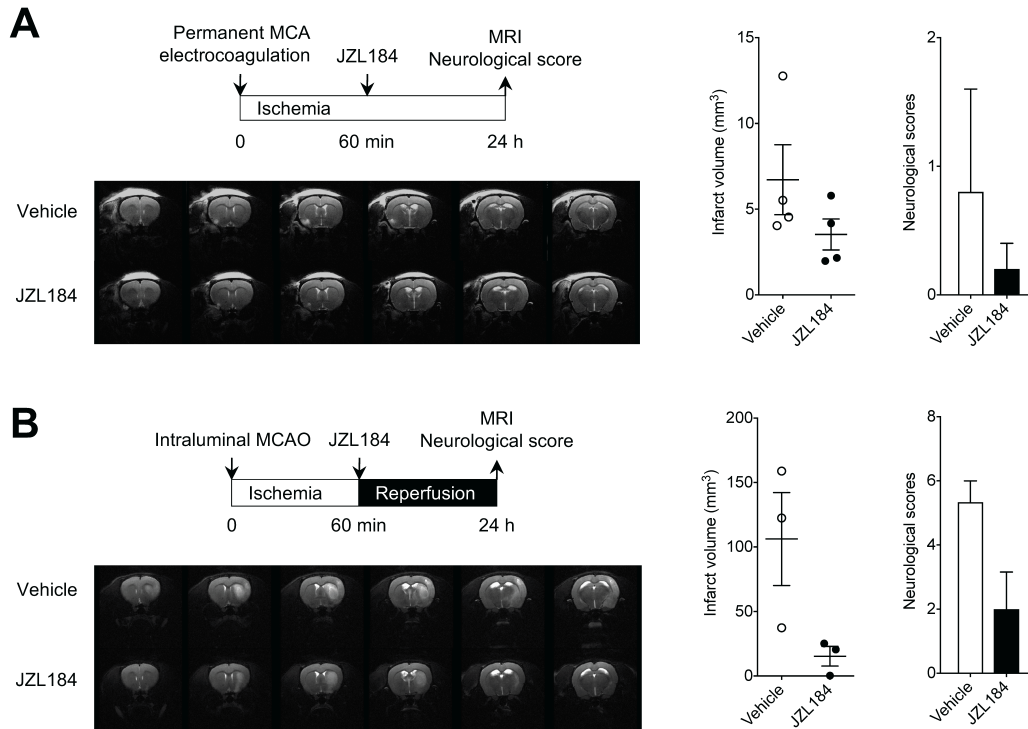 A
Permanent MCA
electrocoagulation
JZL184
MRI
Neurological score
Ischemia
0
60 min
24 h
Vehicle
JZL184
Infarct volume (mm³)
15
10
5
0
Vehicle
JZL184
Neurological scores
2
1
0
Vehicle
JZL184
B
Intraluminal MCAO
JZL184
MRI
Neurological score
Ischemia
Reperfusion
0
60 min
24 h
Vehicle
JZL184
Infarct volume (mm³)
200
150
100
50
0
Vehicle
JZL184
Neurological scores
8
6
4
2
0
Vehicle
JZL184